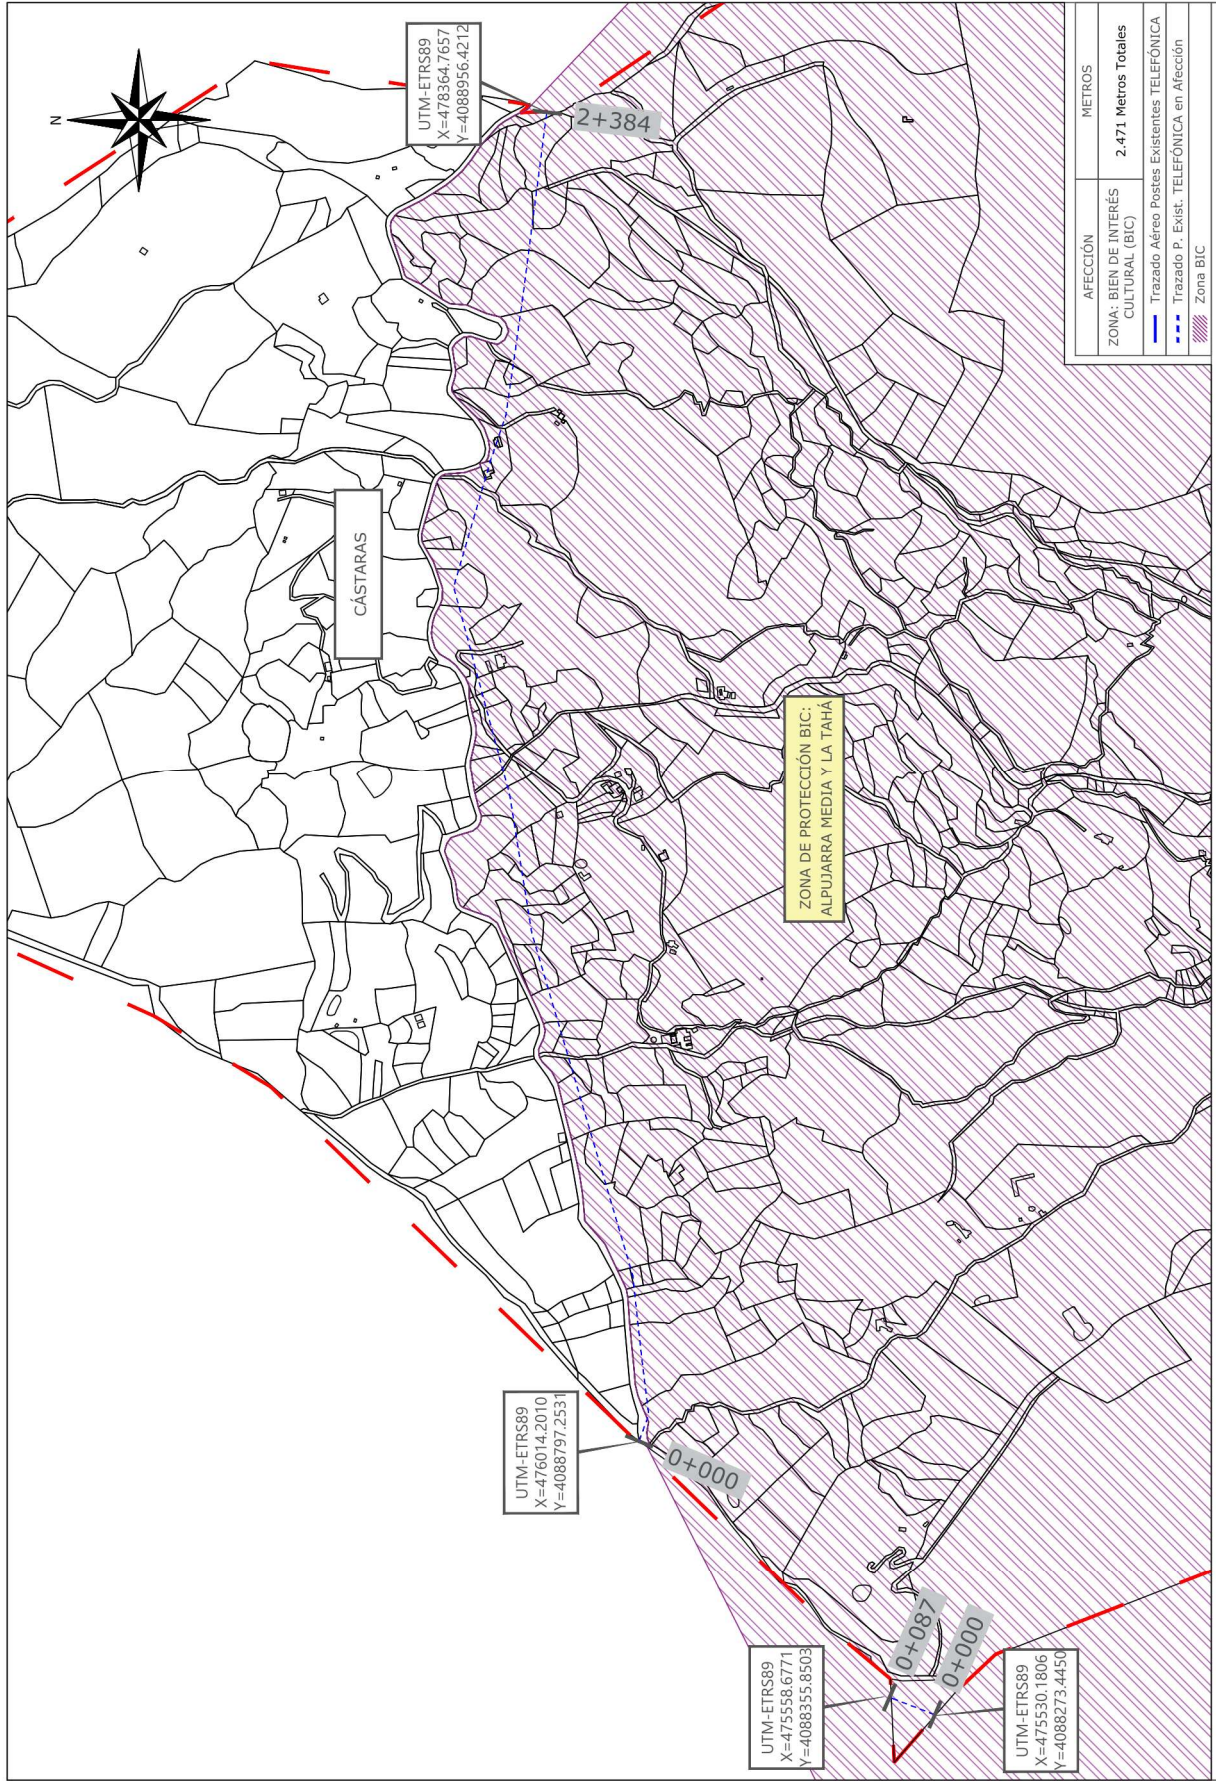 N
UTM-ETRS89
X=478364.7657
Y=4088956.4212
2+384
CÁSTARAS
ZONA DE PROTECCIÓN BIC:
ALPUJARRA MEDIA Y LA TAHÁ
UTM-ETRS89
X=476014.2010
Y=4088797.2531
0+000
UTM-ETRS89
X=475558.6771
Y=4088355.8503
0+087
0+000
UTM-ETRS89
X=475530.1806
Y=4088273.4450
AFECCIÓN
METROS
ZONA: BIEN DE INTERÉS
CULTURAL (BIC)
2.471 Metros Totales
Trazado Aéreo Postes Existentes TELEFÓNICA
Trazado P. Exist. TELEFÓNICA en Afección
Zona BIC